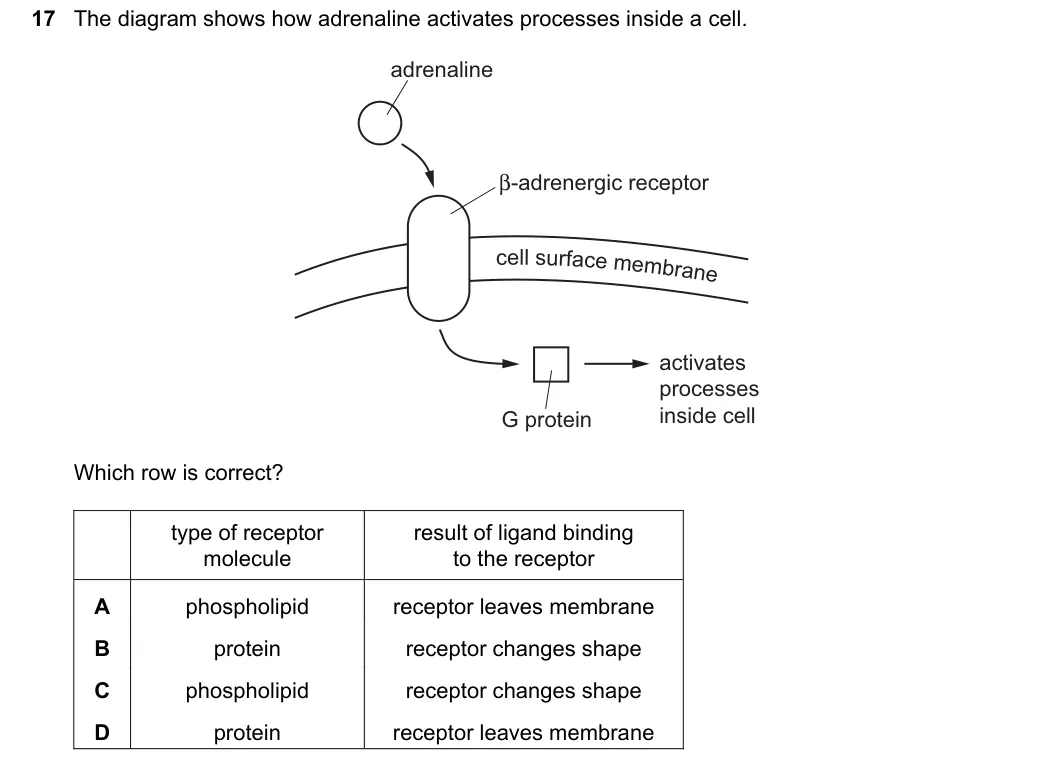 17 The diagram shows how adrenaline activates processes inside a cell.
adrenaline
β-adrenergic receptor
cell surface membrane
activates
processes
inside cell
G protein
Which row is correct?
type of receptor molecule result of ligand binding to the receptor
A phospholipid receptor leaves membrane
B protein receptor changes shape
C phospholipid receptor changes shape
D protein receptor leaves membrane